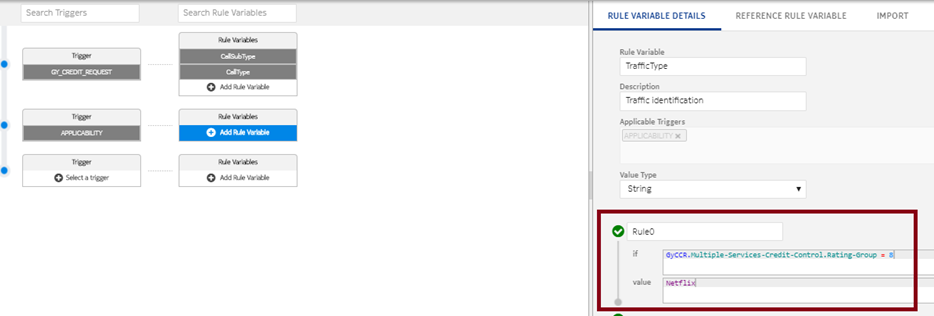 Search Triggers
Search Rule Variables
Trigger
GY_CREDIT_REQUEST
Rule Variables
CallSubType
CallType
Add Rule Variable
Trigger
APPLICABILITY
Rule Variables
Add Rule Variable
Trigger
Select a trigger
Rule Variables
Add Rule Variable
RULE VARIABLE DETAILS
REFERENCE RULE VARIABLE
IMPORT
Rule Variable
TrafficType
Description
Traffic identification
Applicable Triggers
APPLICABILITY ×
Value Type
String
Rule0
if
GyCCR.Multiple-Services-Credit-Control.Rating-Group = 8
value
Netflix